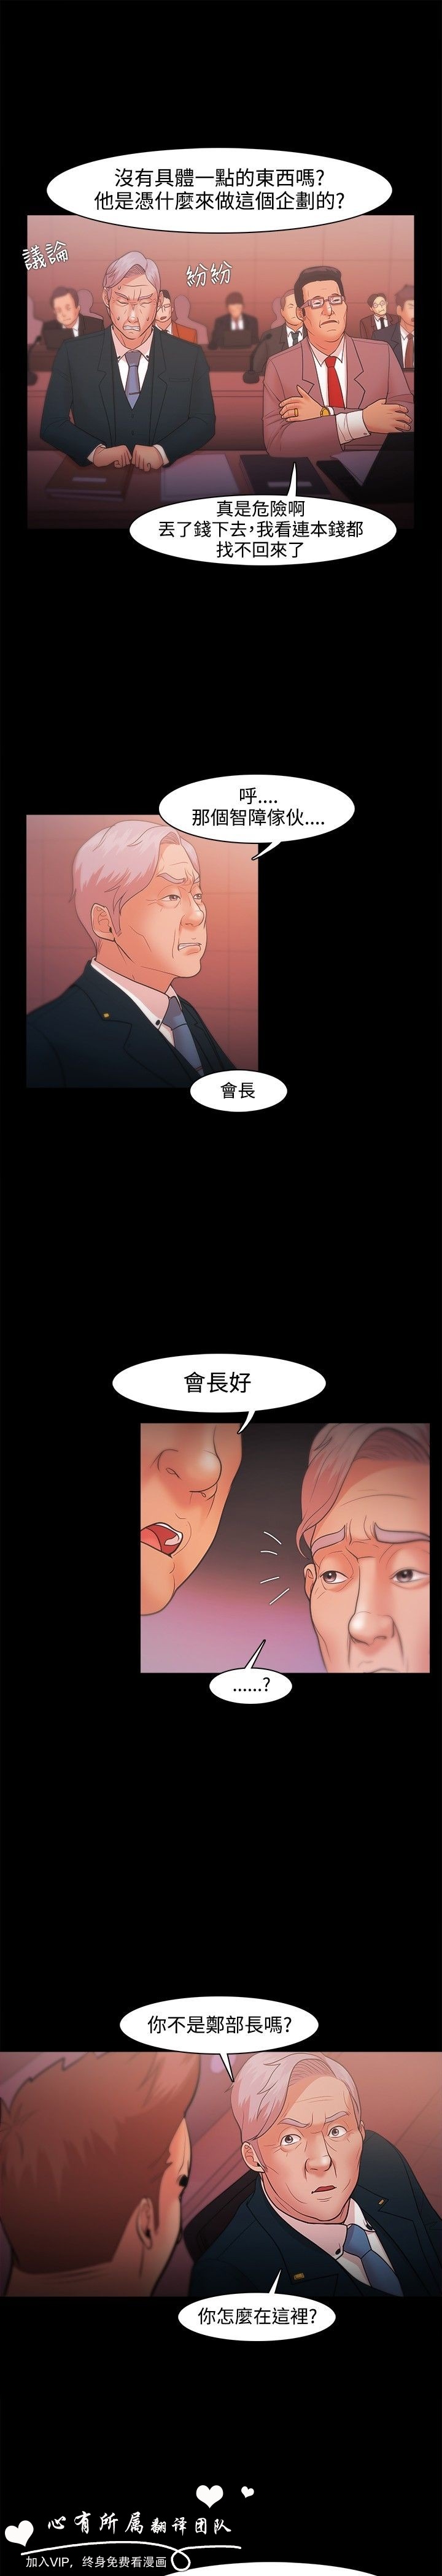 沒有具體一點的東西嗎?
他是憑什麼來做這個企劃的?
議論
紛紛
真是危險啊
丟了錢下去,我看連本錢都
找不回來了
呼....
那個智障傢伙....
會長
會長好
......?
你不是鄭部長嗎?
你怎麼在這裡?
心有所属翻译团队
加入VIP，终身免费看漫画